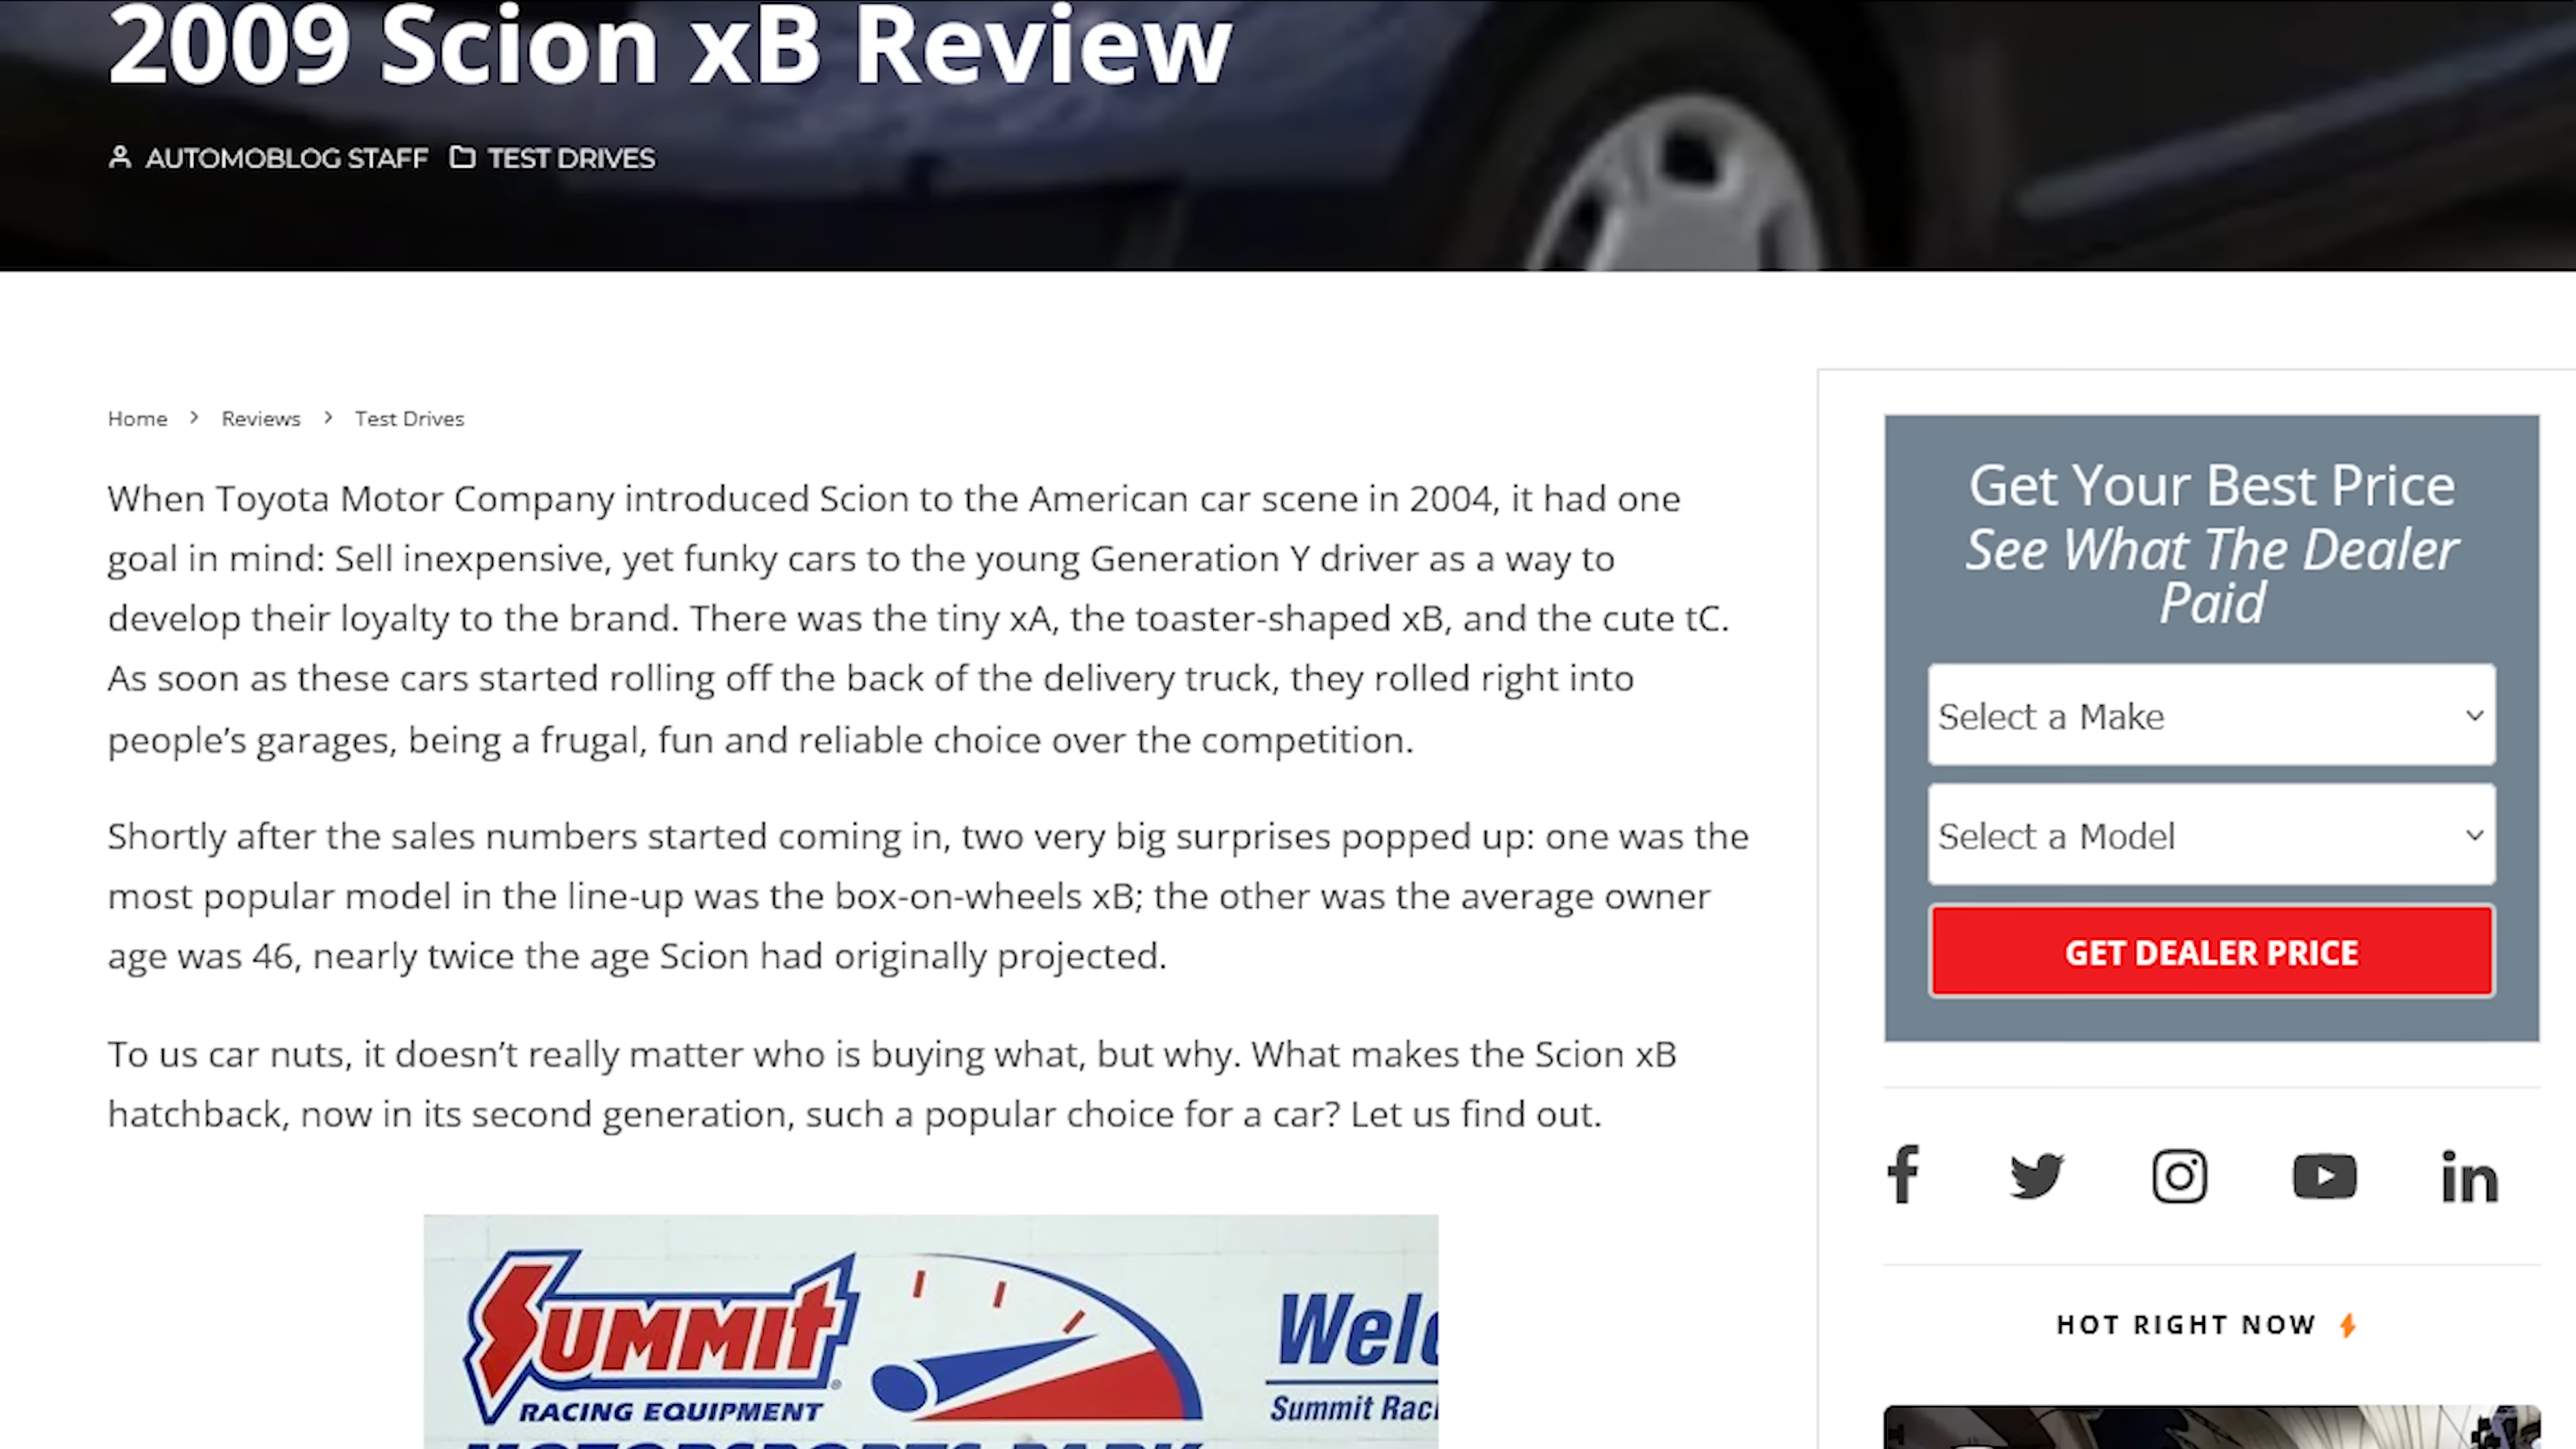 2009 Scion xB Review
AUTOMOBLOG STAFF TEST DRIVES
Home > Reviews > Test Drives
When Toyota Motor Company introduced Scion to the American car scene in 2004, it had one
goal in mind: Sell inexpensive, yet funky cars to the young Generation Y driver as a way to
develop their loyalty to the brand. There was the tiny xA, the toaster-shaped xB, and the cute tC.
As soon as these cars started rolling off the back of the delivery truck, they rolled right into
people’s garages, being a frugal, fun and reliable choice over the competition.
Shortly after the sales numbers started coming in, two very big surprises popped up: one was the
most popular model in the line-up was the box-on-wheels xB; the other was the average owner
age was 46, nearly twice the age Scion had originally projected.
To us car nuts, it doesn’t really matter who is buying what, but why. What makes the Scion xB
hatchback, now in its second generation, such a popular choice for a car? Let us find out.
SUMMIT
RACING EQUIPMENT
Welc
Summit Raci
MOTORSPORTS PARK
Get Your Best Price
See What The Dealer
Paid
Select a Make
Select a Model
GET DEALER PRICE
HOT RIGHT NOW